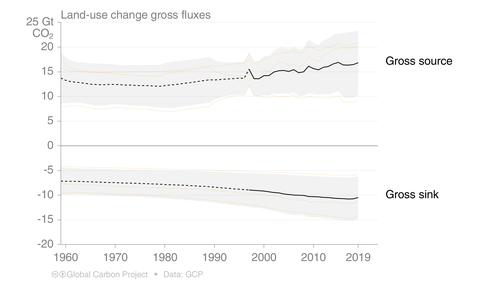 Land-use change gross fluxes
25 Gt
CO₂
20
15
10
5
0
-5
-10
-15
-20
Gross source
Gross sink
1960 1970 1980 1990 2000 2010 2019
Global Carbon Project • Data: GCP